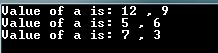 Value of a is: 12 , 9
Value of a is: 5 , 6
Value of a is: 7 , 3